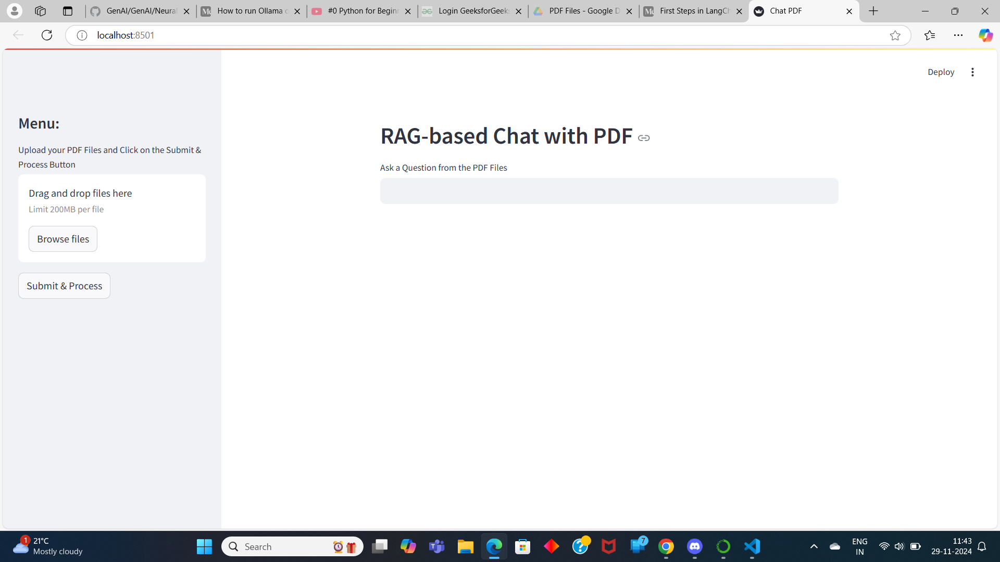 GenAI/GenAI/Neural
How to run Ollama
#0 Python for Begin
Login GeeksforGeeks
PDF Files - Google D
First Steps in LangCh
Chat PDF
localhost:8501
Deploy
Menu:
Upload your PDF Files and Click on the Submit &
Process Button
Drag and drop files here
Limit 200MB per file
Browse files
Submit & Process
RAG-based Chat with PDF
Ask a Question from the PDF Files
1
21°C
Mostly cloudy
Search
7
ENG
IN
11:43
29-11-2024